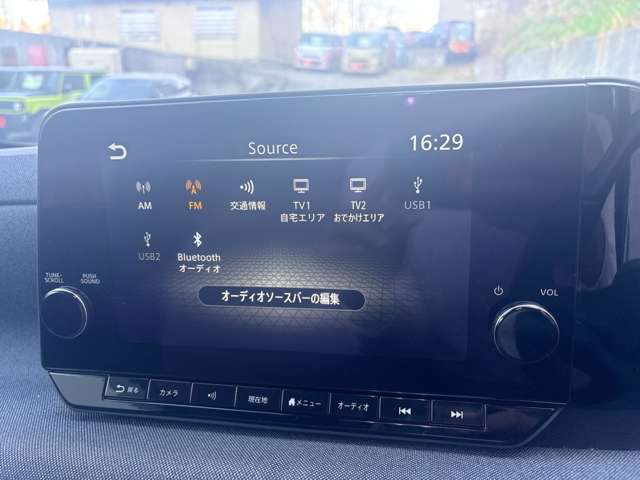 Source
16:29
AM
FM
交通情報
TV1
自宅エリア
TV2
おでかけエリア
USB1
USB2
Bluetooth
オーディオ
オーディオソースバーの編集
TUNE-
SCROLL
PUSH
SOUND
VOL
戻る
カメラ
現在地
メニュー
オーディオ